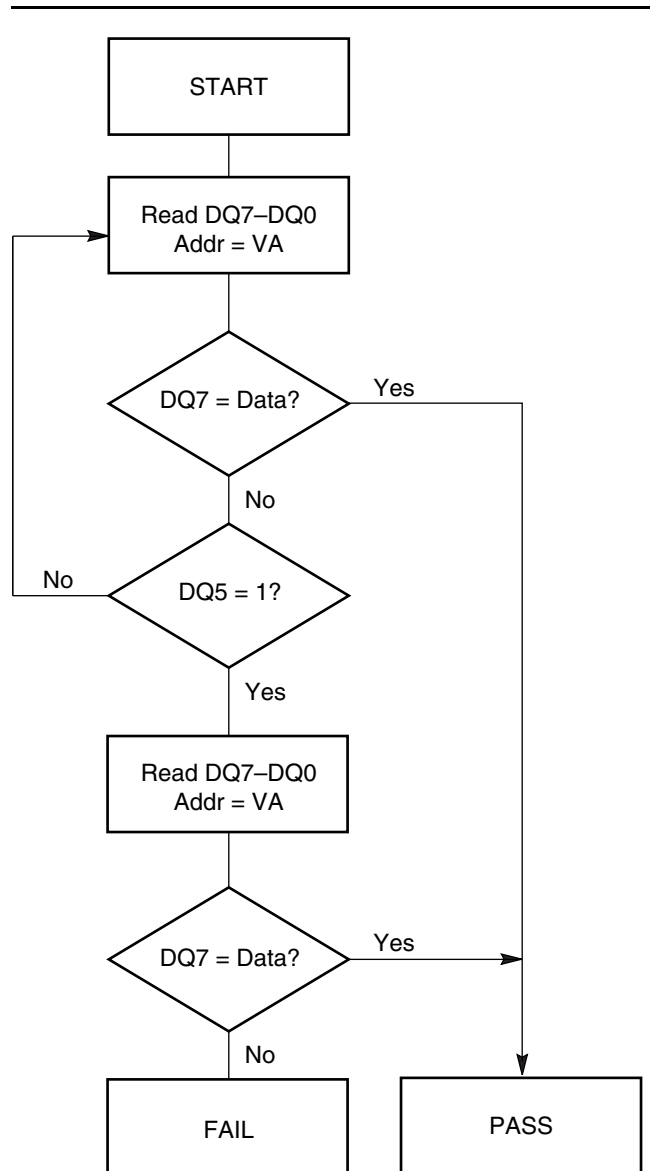 START
Read DQ7–DQ0
Addr = VA
DQ7 = Data?
Yes
No
DQ5 = 1?
No
Yes
Read DQ7–DQ0
Addr = VA
DQ7 = Data?
Yes
No
FAIL
PASS